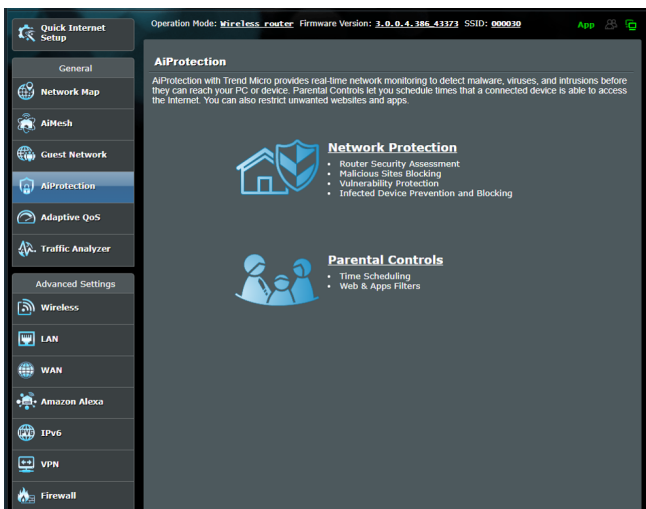 Quick Internet
Setup
Operation Mode: Wireless router Firmware Version: 3.0.0.4.386_43373 SSID: 000030
App
General
Network Map
AiMesh
Guest Network
AiProtection
Adaptive QoS
Traffic Analyzer
Advanced Settings
Wireless
LAN
WAN
Amazon Alexa
IPv6
VPN
Firewall
AiProtection
AiProtection with Trend Micro provides real-time network monitoring to detect malware, viruses, and intrusions before
they can reach your PC or device. Parental Controls let you schedule times that a connected device is able to access
the Internet. You can also restrict unwanted websites and apps.
Network Protection
• Router Security Assessment
• Malicious Sites Blocking
• Vulnerability Protection
• Infected Device Prevention and Blocking
Parental Controls
• Time Scheduling
• Web & Apps Filters